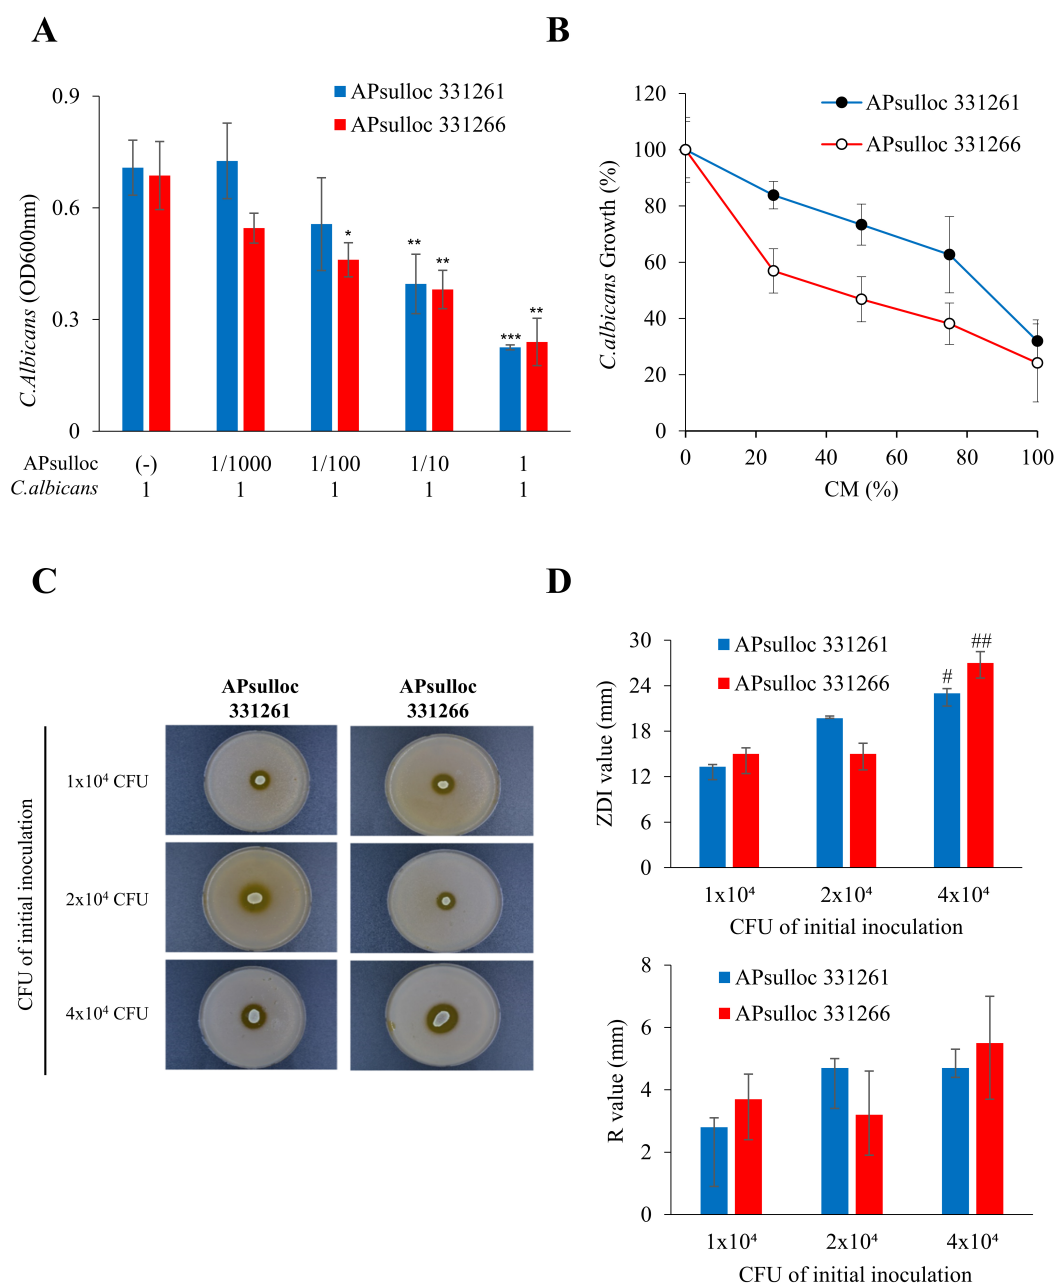 A
APsulloc 331261
APsulloc 331266
C.Albicans (OD600nm)
0.9
0.6
0.3
0
*
**
**
***
**
APsulloc (-) 1/1000 1/100 1/10 1
C.albicans 1 1 1 1 1
B
APsulloc 331261
APsulloc 331266
C.albicans Growth (%)
120
100
80
60
40
20
0
0 20 40 60 80 100
CM (%)
C
APsulloc
331261
APsulloc
331266
CFU of initial inoculation
1x10⁴ CFU
2x10⁴ CFU
4x10⁴ CFU
D
APsulloc 331261
APsulloc 331266
ZDI value (mm)
30
24
18
12
6
0
#
##
1x10⁴ 2x10⁴ 4x10⁴
CFU of initial inoculation
APsulloc 331261
APsulloc 331266
R value (mm)
8
6
4
2
0
1x10⁴ 2x10⁴ 4x10⁴
CFU of initial inoculation